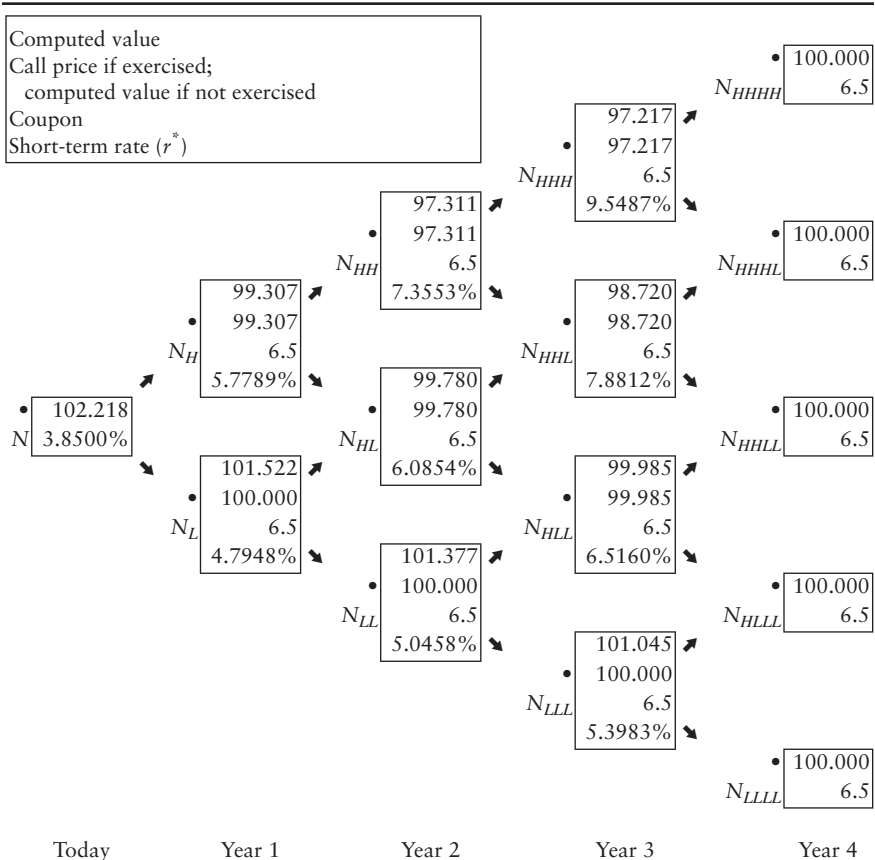 Computed value
Call price if exercised;
computed value if not exercised
Coupon
Short-term rate (r*)
• 102.218
N 3.8500%
99.307
• 99.307
N_H 6.5
5.7789%
101.522
• 100.000
N_L 6.5
4.7948%
97.311
• 97.311
N_HH 6.5
7.3553%
99.780
• 99.780
N_HL 6.5
6.0854%
101.377
• 100.000
N_LL 6.5
5.0458%
97.217
• 97.217
N_HHH 6.5
9.5487%
98.720
• 98.720
N_HHL 6.5
7.8812%
99.985
• 99.985
N_HLL 6.5
6.5160%
101.045
• 100.000
N_LLL 6.5
5.3983%
• 100.000
N_HHHH 6.5
• 100.000
N_HHHL 6.5
• 100.000
N_HHLL 6.5
• 100.000
N_HLLL 6.5
• 100.000
N_LLLL 6.5
Today Year 1 Year 2 Year 3 Year 4